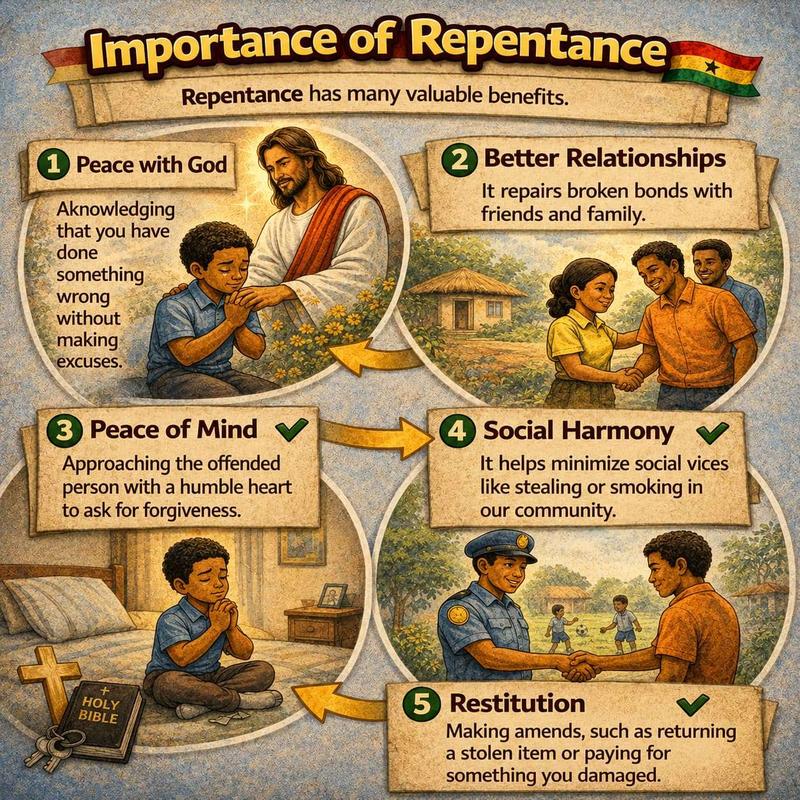 Importance of Repentance
Repentance has many valuable benefits.
1 Peace with God
Aknowledging
that you have
done
something
wrong
without
making
excuses.
2 Better Relationships
It repairs broken bonds with
friends and family.
3 Peace of Mind
Approaching the offended
person with a humble heart
to ask for forgiveness.
4 Social Harmony
It helps minimize social vices
like stealing or smoking in
our community.
HOLY
BIBLE
5 Restitution
Making amends, such as returning
a stolen item or paying for
something you damaged.